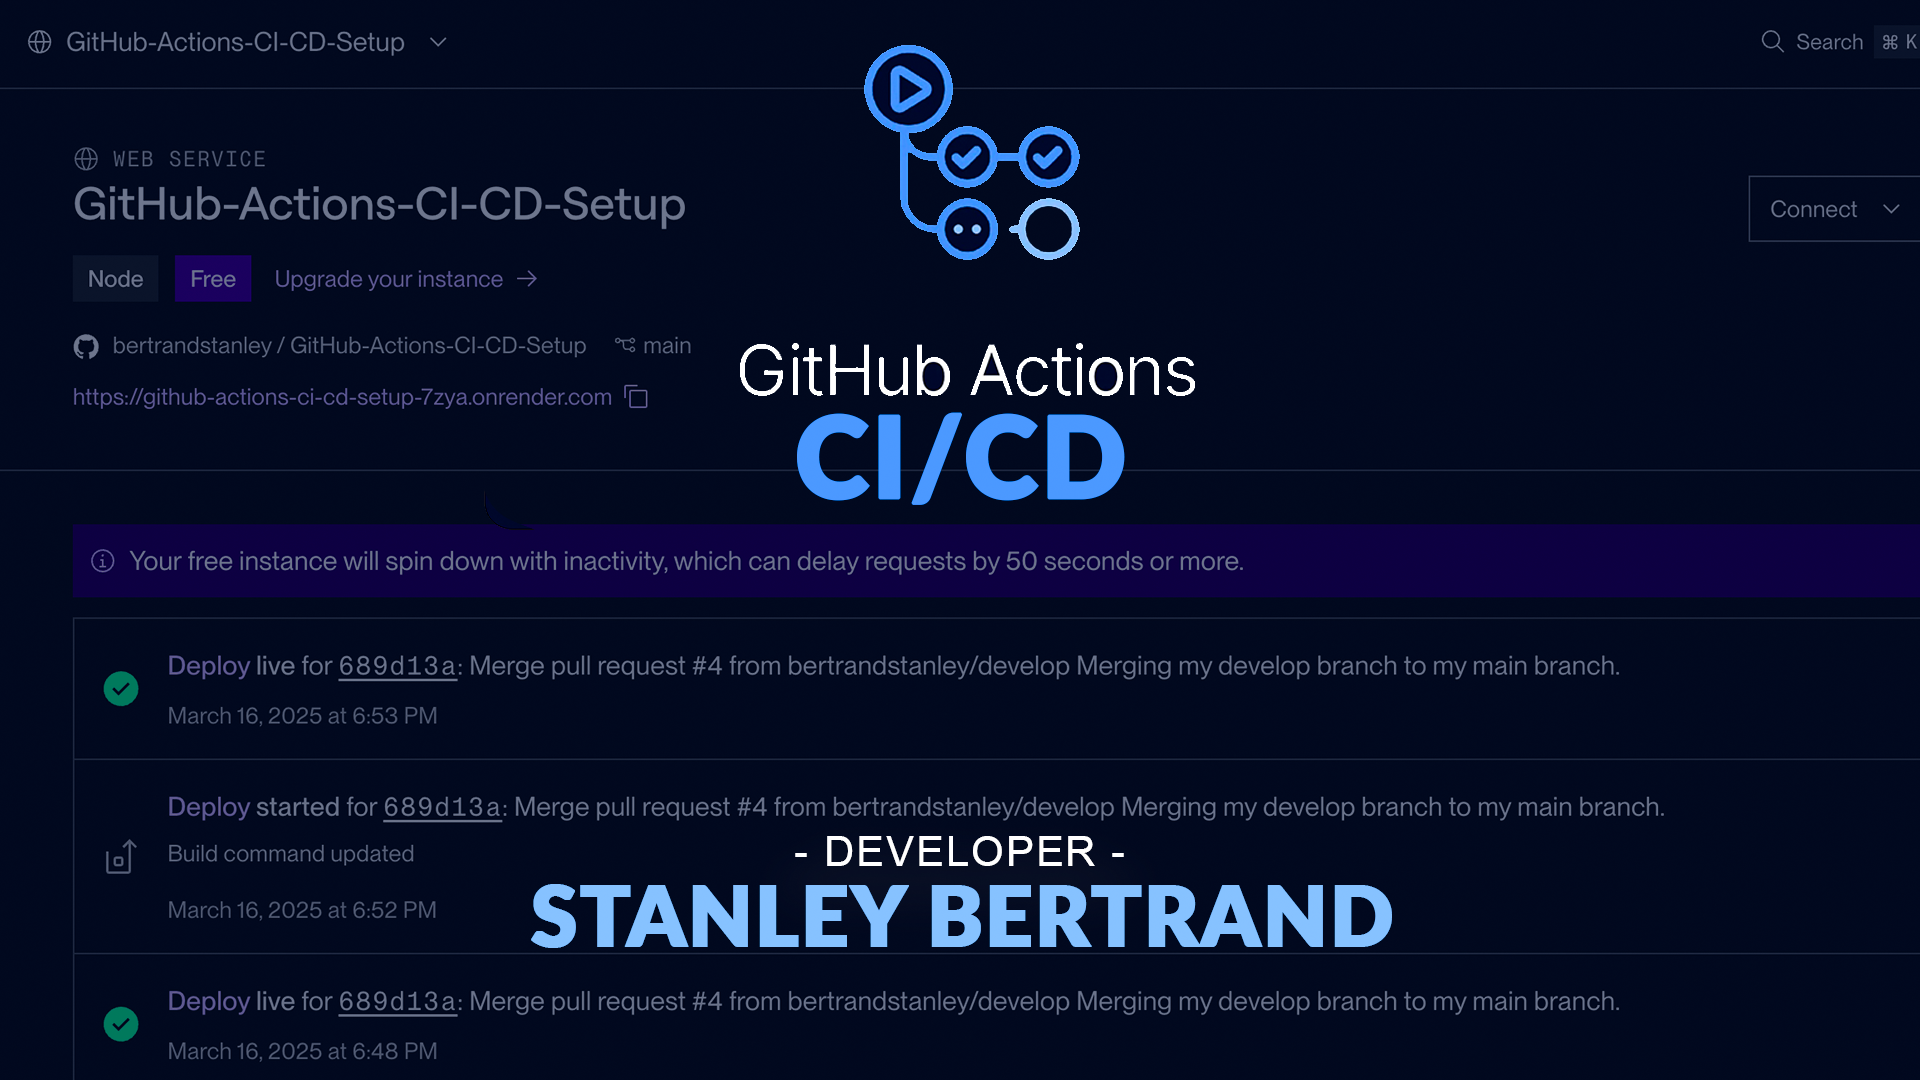 GitHub-Actions-CI-CD-Setup
Search ⌘ K
WEB SERVICE
GitHub-Actions-CI-CD-Setup
Connect
Node Free Upgrade your instance →
bertrandstanley / GitHub-Actions-CI-CD-Setup main
https://github-actions-ci-cd-setup-7zya.onrender.com
GitHub Actions
CI/CD
Your free instance will spin down with inactivity, which can delay requests by 50 seconds or more.
Deploy live for 689d13a: Merge pull request #4 from bertrandstanley/develop Merging my develop branch to my main branch.
March 16, 2025 at 6:53 PM
Deploy started for 689d13a: Merge pull request #4 from bertrandstanley/develop Merging my develop branch to my main branch.
Build command updated
March 16, 2025 at 6:52 PM
- DEVELOPER -
STANLEY BERTRAND
Deploy live for 689d13a: Merge pull request #4 from bertrandstanley/develop Merging my develop branch to my main branch.
March 16, 2025 at 6:48 PM